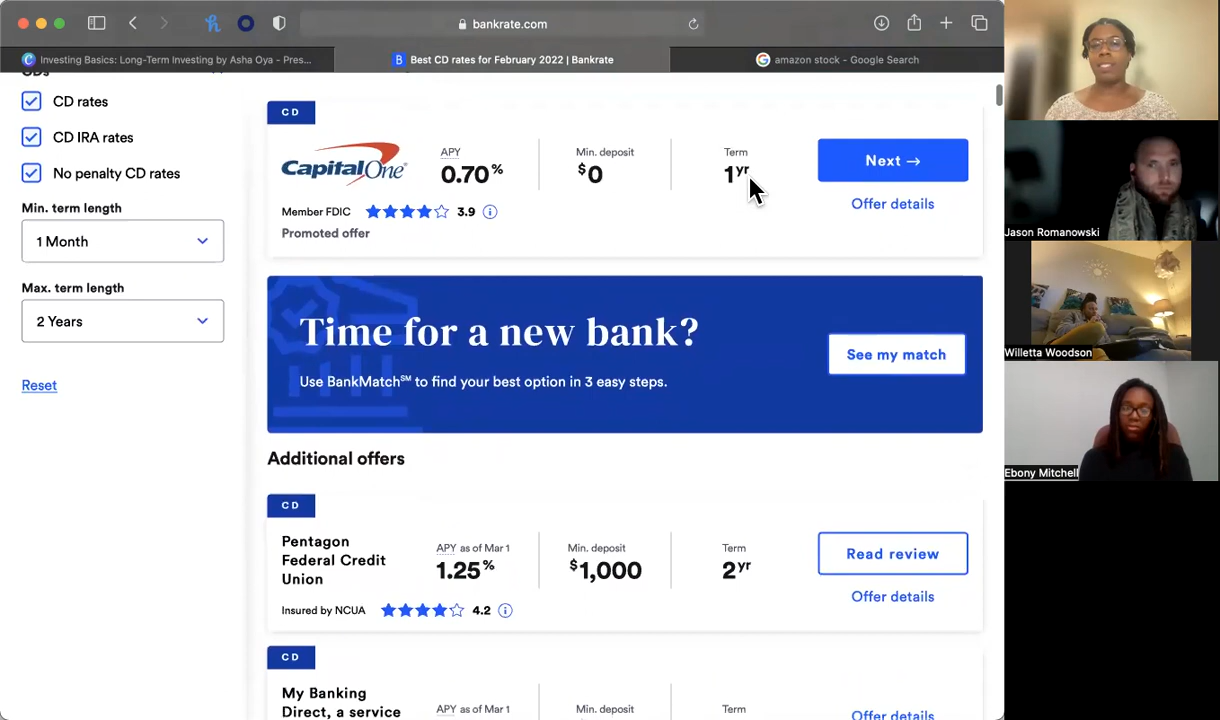 bankrate.com
Investing Basics: Long-Term Investing by Asha Oya – Pres...
Best CD rates for February 2022 | Bankrate
amazon stock - Google Search
CDs
CD rates
CD IRA rates
No penalty CD rates
Min. term length
1 Month
Max. term length
2 Years
Reset
CD
Capital One
APY
0.70%
Min. deposit
$0
Term
1yr
Next →
Offer details
Member FDIC
3.9
Promoted offer
Time for a new bank?
Use BankMatch℠ to find your best option in 3 easy steps.
See my match
Additional offers
CD
Pentagon
Federal Credit
Union
APY as of Mar 1
1.25%
Min. deposit
$1,000
Term
2yr
Read review
Offer details
Insured by NCUA
4.2
CD
My Banking
Direct, a service
APY as of Mar 1
Min. deposit
Term
Offer details
Jason Romanowski
Willetta Woodson
Ebony Mitchell